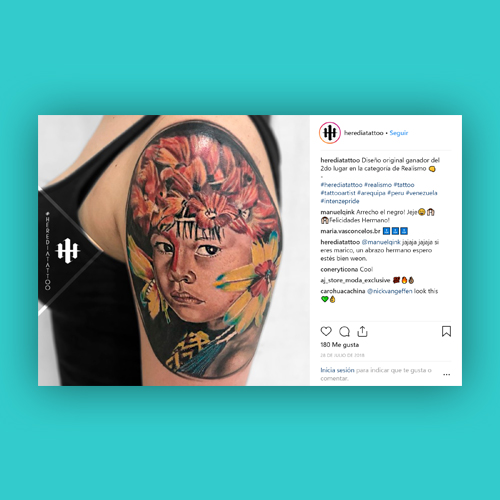 #HEREDIATATTOO
herediatattoo • Seguir
herediatattoo Diseño original ganador del
2do lugar en la categoria de Realismo
#herediatattoo #realismo #tattoo
#tattooartist #arequipa #peru #venezuela
#intenzepride
manuelqink Arrecho el negro! Jeje
Felicidades Hermano!
maria.vasconcelos.br
herediatattoo @manuelqink jajaja jajaja si
eres marico, un abrazo hermano espero
estés bien weon.
coneryticona Cool
aj_store_moda_exclusive
carohuacachina @nickvangeffen look this
180 Me gusta
28 DE JULIO DE 2018
Inicia sesión para indicar que te gusta o
comentar.